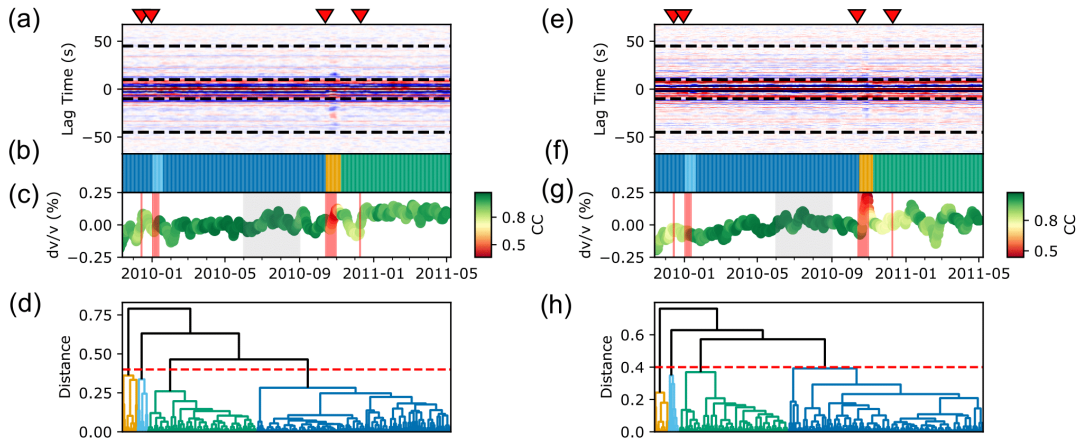 (a)
50
0
−50
Lag Time (s)
(b)
(c)
0.25
0.00
−0.25
dv/v (%)
2010-01
2010-05
2010-09
2011-01
2011-05
0.8
0.5
CC
(d)
0.75
0.50
0.25
0.00
Distance
(e)
50
0
−50
Lag Time (s)
(f)
(g)
0.25
0.00
−0.25
dv/v (%)
2010-01
2010-05
2010-09
2011-01
2011-05
0.8
0.5
CC
(h)
0.6
0.4
0.2
0.0
Distance